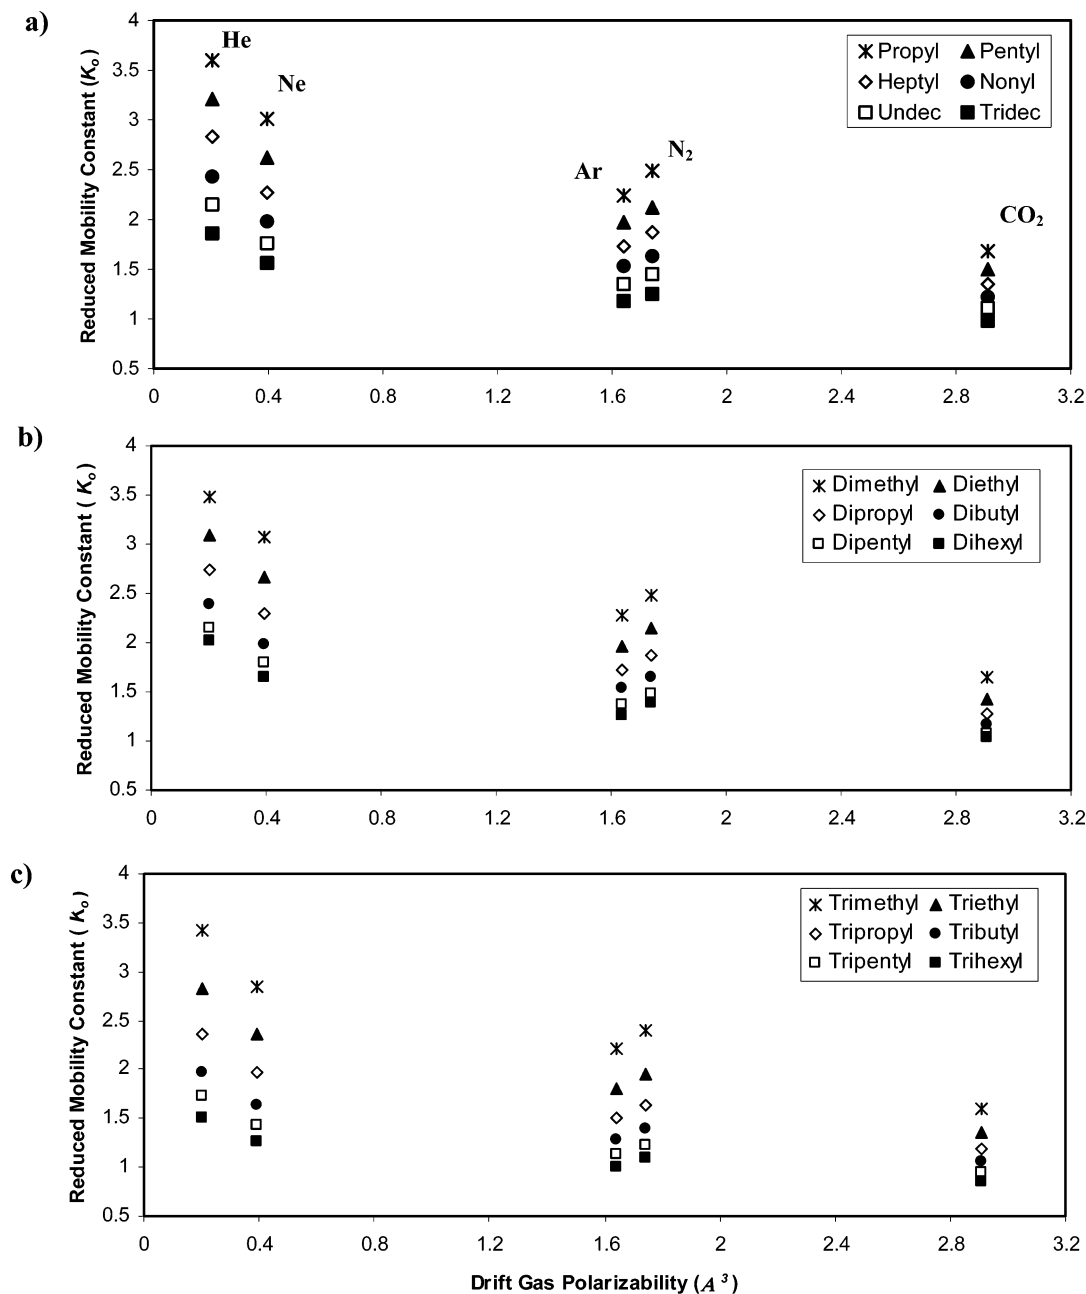 a)
Reduced Mobility Constant (Ko)
4
3.5
3
2.5
2
1.5
1
0.5
He
Ne
Ar
N2
CO2
Propyl Pentyl
Heptyl Nonyl
Undec Tridec
0 0.4 0.8 1.2 1.6 2 2.4 2.8 3.2
b)
Reduced Mobility Constant ( Ko)
4
3.5
3
2.5
2
1.5
1
0.5
Dimethyl Diethyl
Dipropyl Dibutyl
Dipentyl Dihexyl
0 0.4 0.8 1.2 1.6 2 2.4 2.8 3.2
c)
Reduced Mobility Constant ( Ko)
4
3.5
3
2.5
2
1.5
1
0.5
Trimethyl Triethyl
Tripropyl Tributyl
Tripentyl Trihexyl
0 0.4 0.8 1.2 1.6 2 2.4 2.8 3.2
Drift Gas Polarizability (A 3)